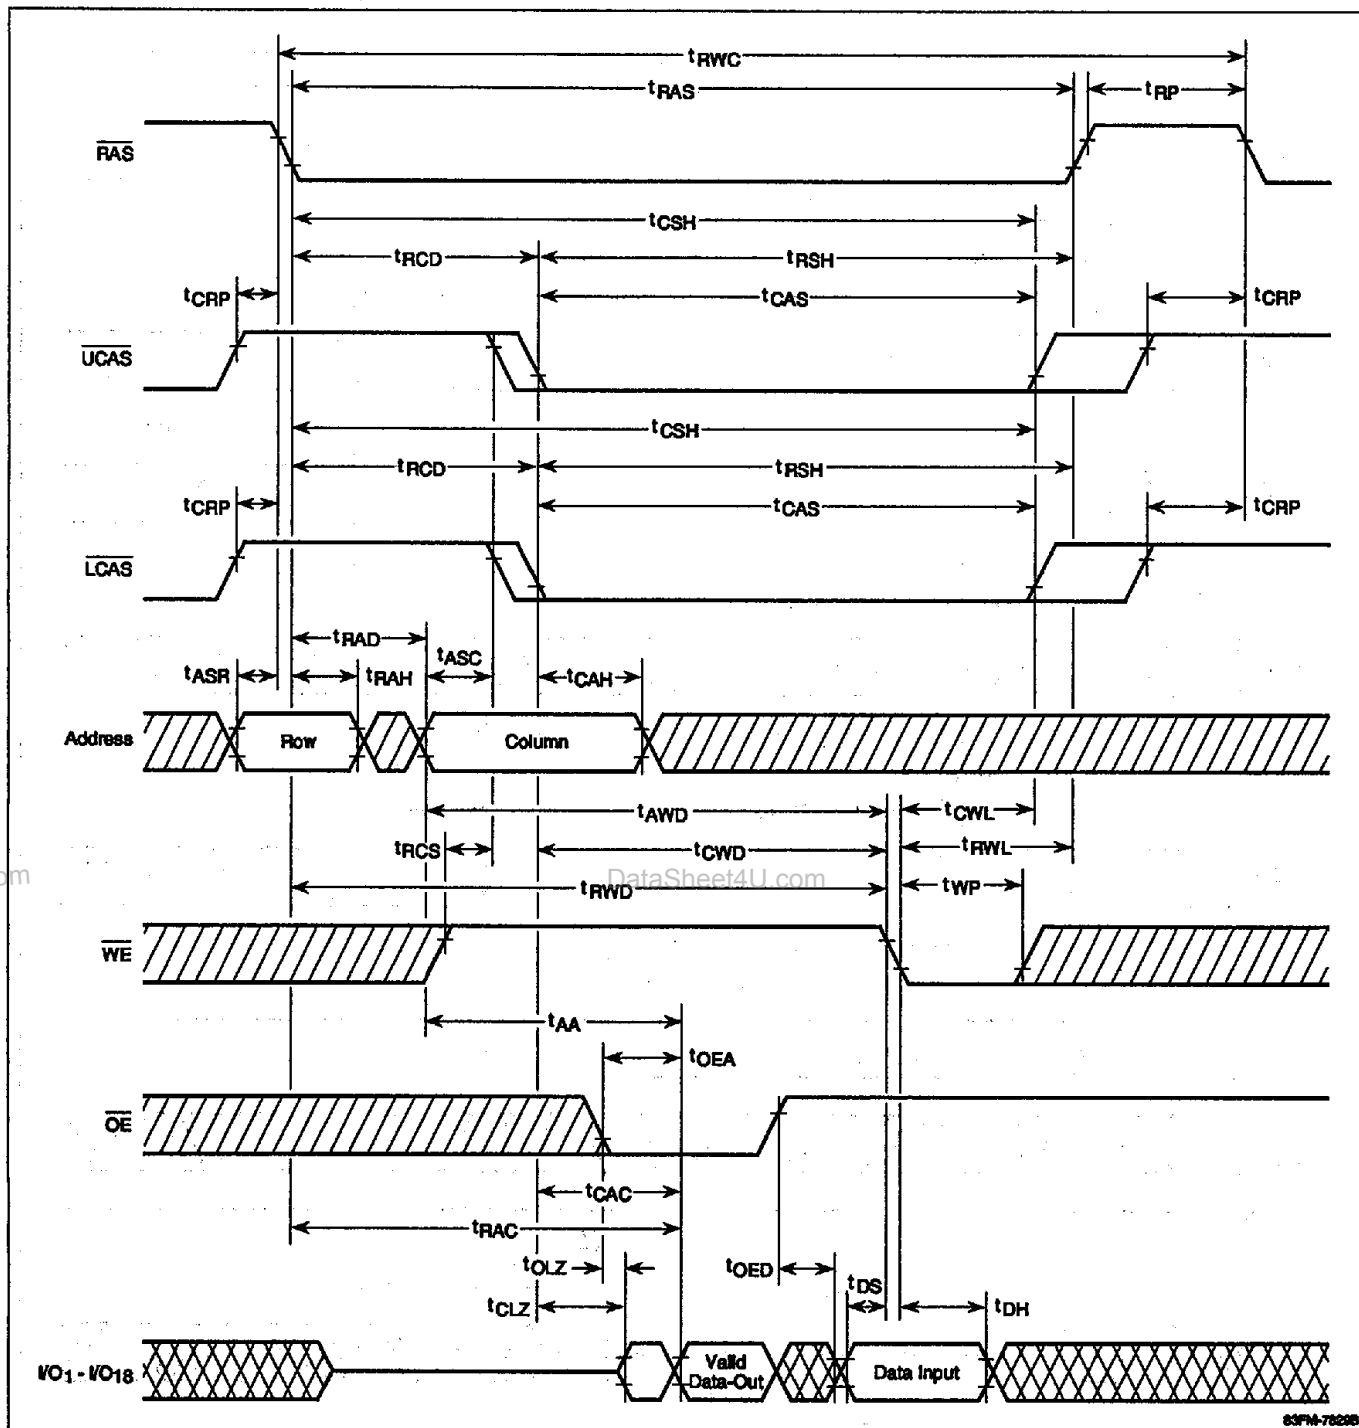 tRWC
tRAS
tRP
RAS
tCSH
tRCD
tRSH
tCRP
tCAS
tCRP
UCAS
tCSH
tRCD
tRSH
tCRP
tCAS
tCRP
LCAS
tRAD
tASC
tASR
tRAH
tCAH
Address
Row
Column
tAWD
tCWL
tRCS
tCWD
tRWL
om
DataSheet4U.com
tRWD
tWP
WE
tAA
tOEA
OE
tCAC
tRAC
tOLZ
tOED
tDS
tCLZ
tDH
I/O1 - I/O18
Valid
Data-Out
Data Input